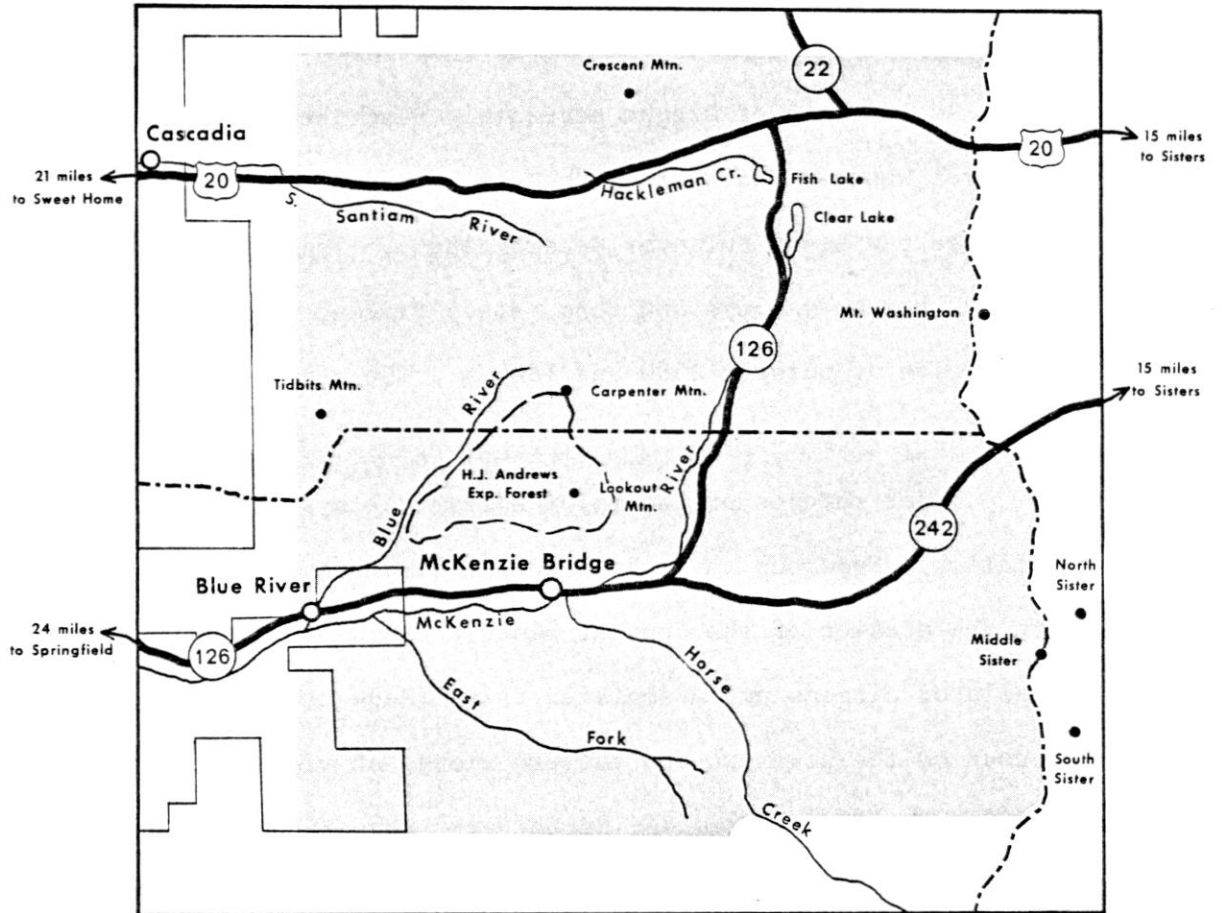 22
Crescent Mtn.
Cascadia
20
15 miles
to Sisters
20
21 miles
to Sweet Home
Hackleman Cr.
Fish Lake
S. Santiam River
Clear Lake
Mt. Washington
126
15 miles
to Sisters
Tidbits Mtn.
Blue River
Carpenter Mtn.
H.J. Andrews
Exp. Forest
Lookout
Mtn.
River
242
McKenzie Bridge
Blue River
North
Sister
McKenzie
24 miles
to Springfield
126
Middle
Sister
Horse Creek
East Fork
South
Sister